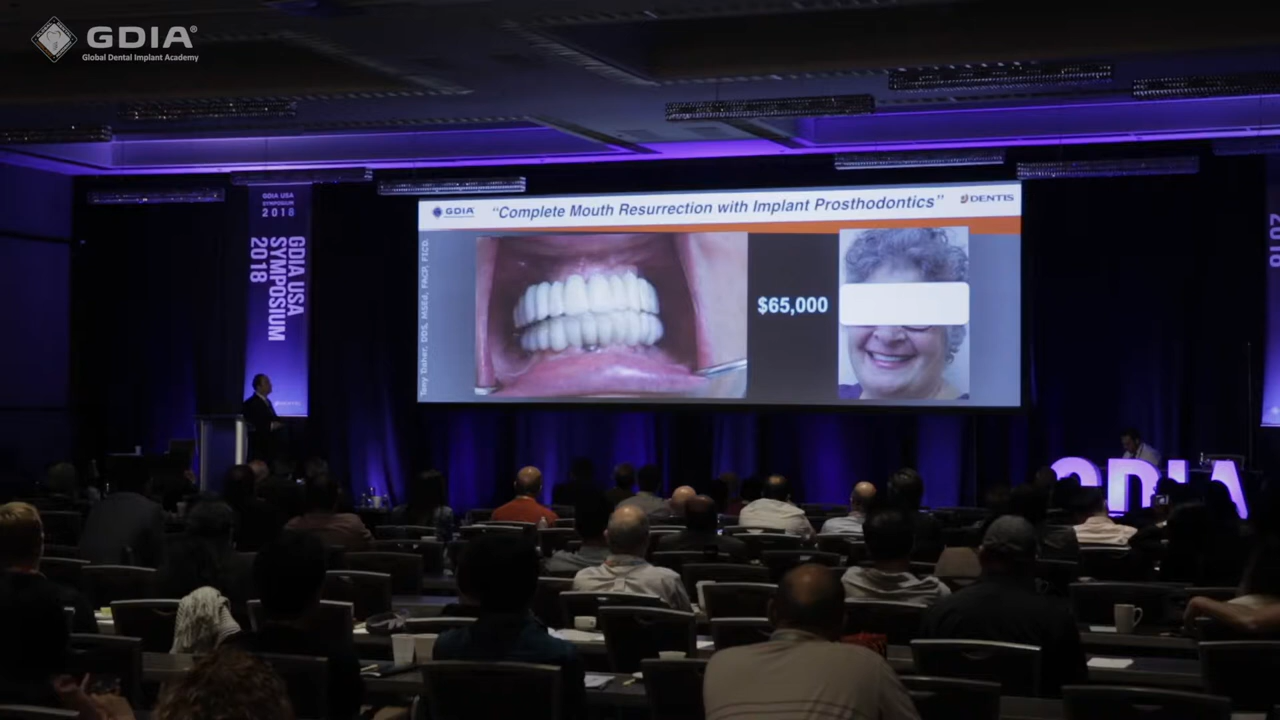 GDIA®
Global Dental Implant Academy
GDIA USA
SYMPOSIUM
2018
GDIA USA
SYMPOSIUM
2018
GDIA
"Complete Mouth Resurrection with Implant Prosthodontics"
DENTIS
Tony Daher, DDS, MSEd, FACP, FICD.
$65,000
2018
GDIA